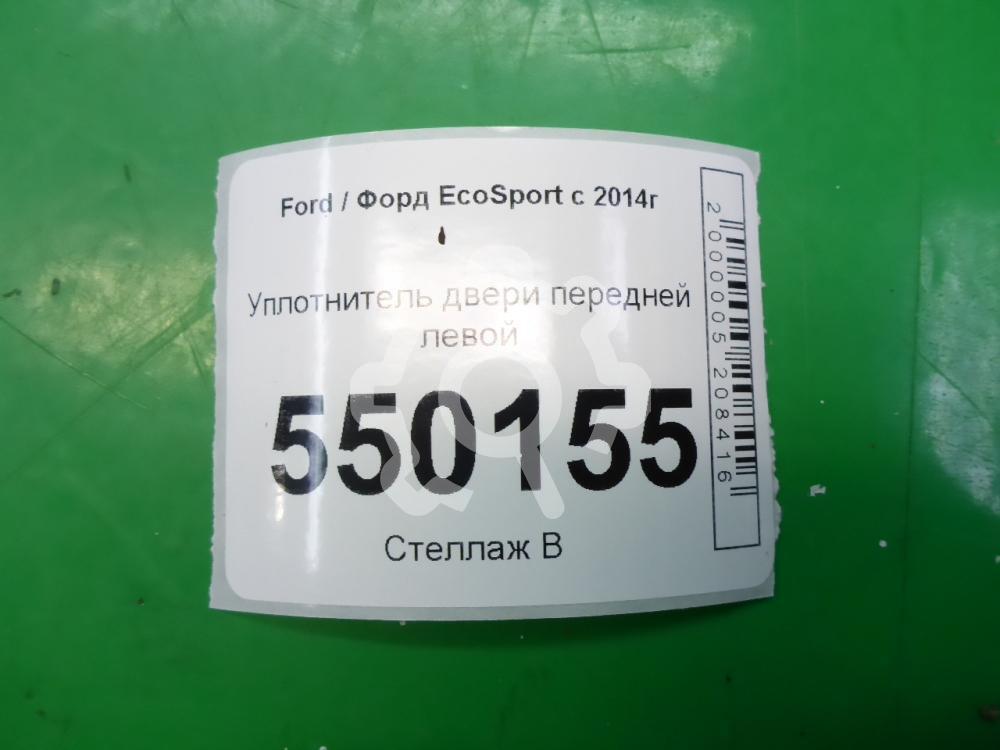 Ford / Форд EcoSport с 2014г
Уплотнитель двери передней
левой
550155
Стеллаж В
2000005208416